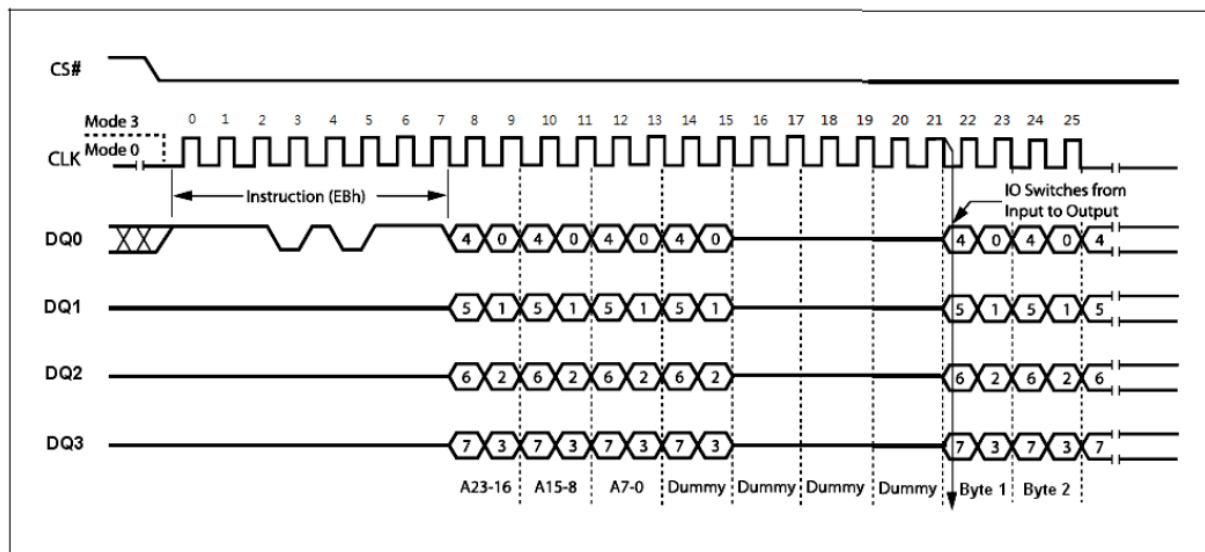 CS#
0 1 2 3 4 5 6 7 8 9 10 11 12 13 14 15 16 17 18 19 20 21 22 23 24 25
Mode 3
Mode 0
CLK
Instruction (EBh)
IO Switches from
Input to Output
DQ0 4 0 4 0 4 0 4 0 4 0 4 0 4
DQ1 5 1 5 1 5 1 5 1 5 1 5 1 5
DQ2 6 2 6 2 6 2 6 2 6 2 6 2 6
DQ3 7 3 7 3 7 3 7 3 7 3 7 3 7
A23-16 A15-8 A7-0 Dummy Dummy Dummy Dummy Byte 1 Byte 2